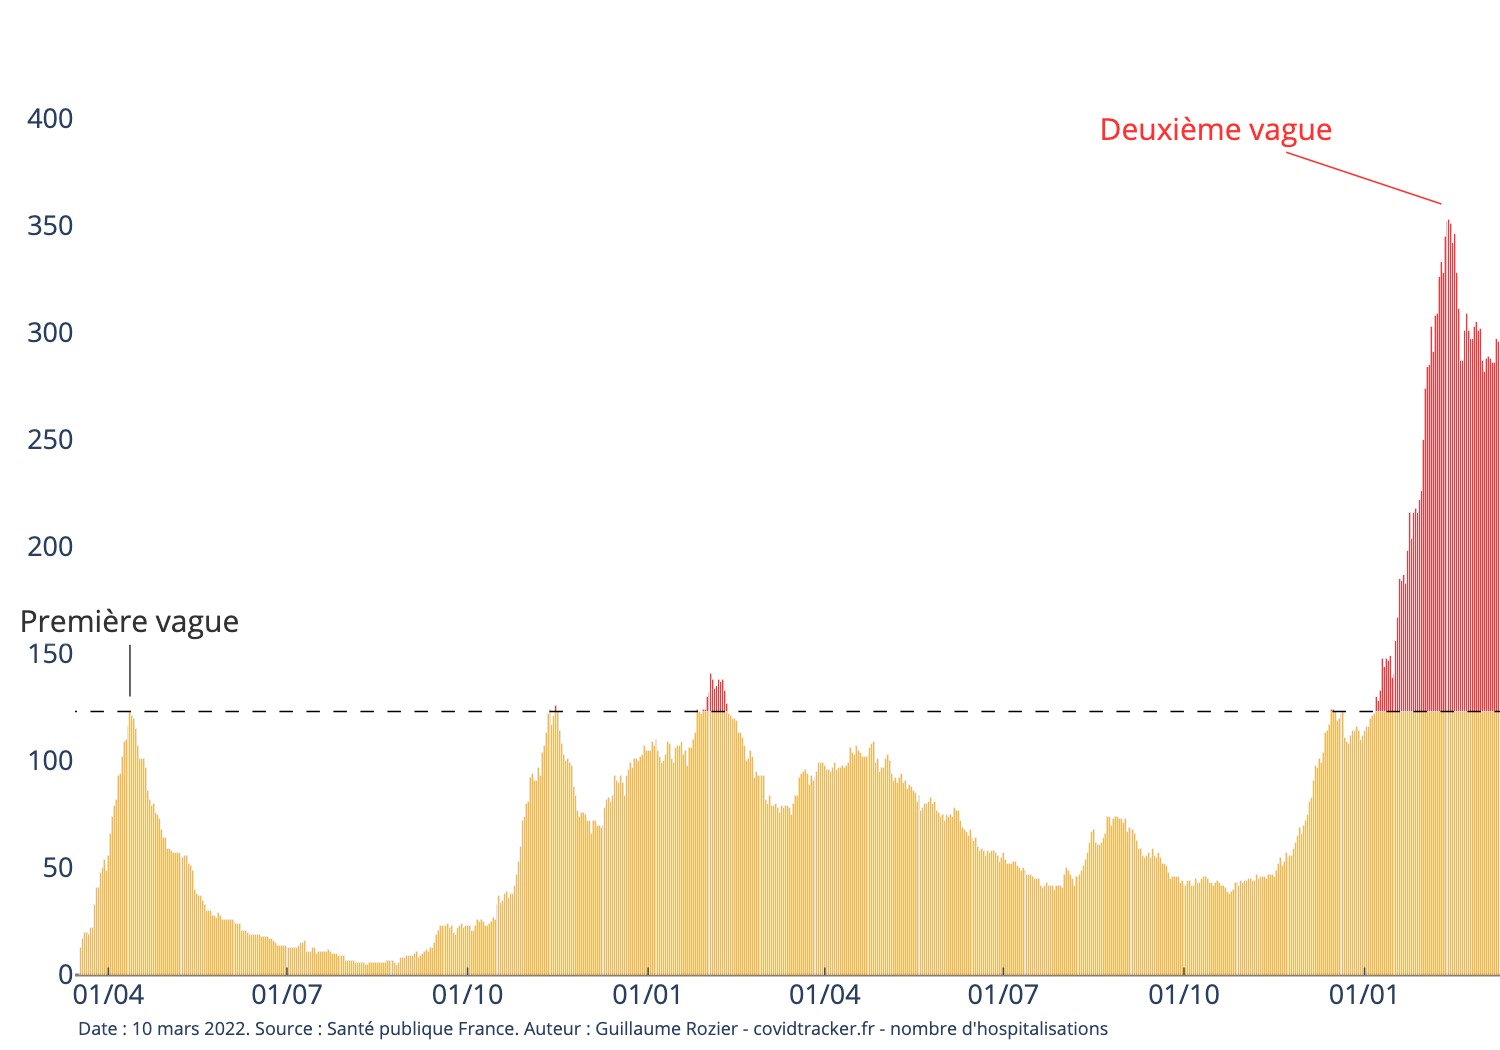 400
Deuxième vague
350
300
250
200
Première vague
150
100
50
0
01/04 01/07 01/10 01/01 01/04 01/07 01/10 01/01
Date : 10 mars 2022. Source : Santé publique France. Auteur : Guillaume Rozier - covidtracker.fr - nombre d'hospitalisations